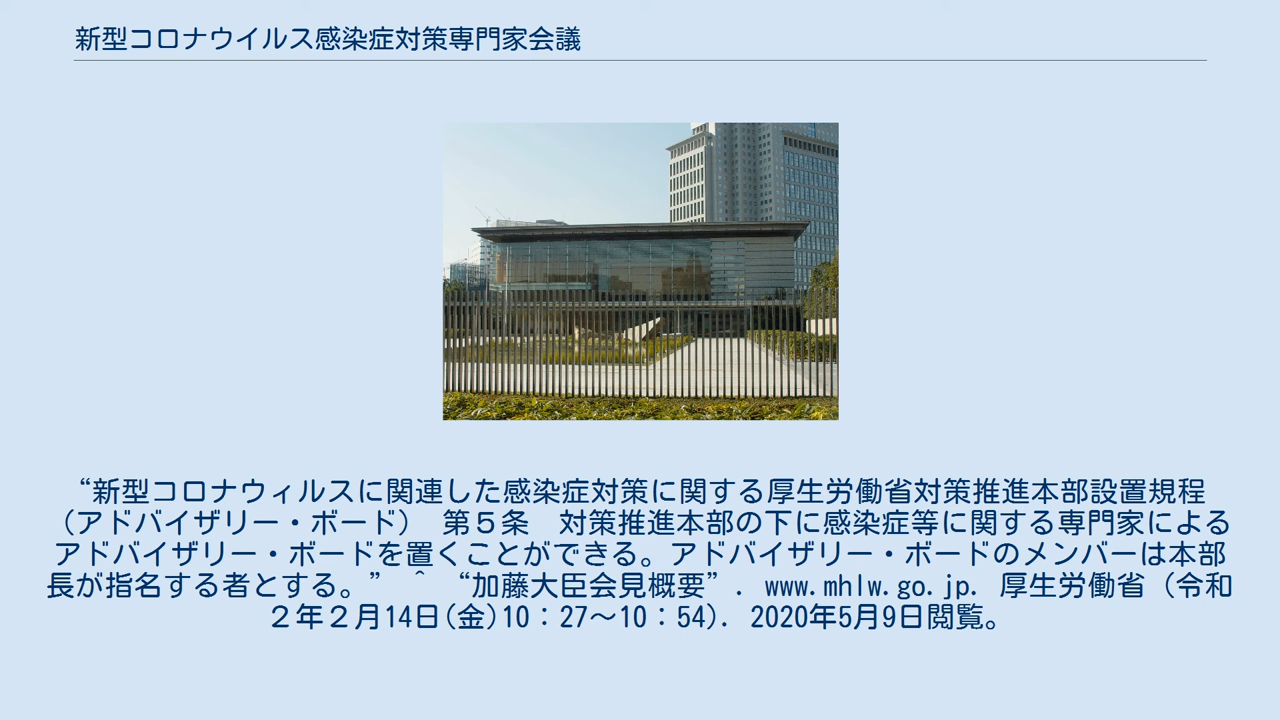 新型コロナウイルス感染症対策専門家会議
“新型コロナウィルスに関連した感染症対策に関する厚生労働省対策推進本部設置規程
（アドバイザリー・ボード）　第５条　対策推進本部の下に感染症等に関する専門家による
アドバイザリー・ボードを置くことができる。アドバイザリー・ボードのメンバーは本部
長が指名する者とする。” ^ “加藤大臣会見概要”. www.mhlw.go.jp. 厚生労働省（令和
２年２月14日(金)10：27〜10：54). 2020年5月9日閲覧。